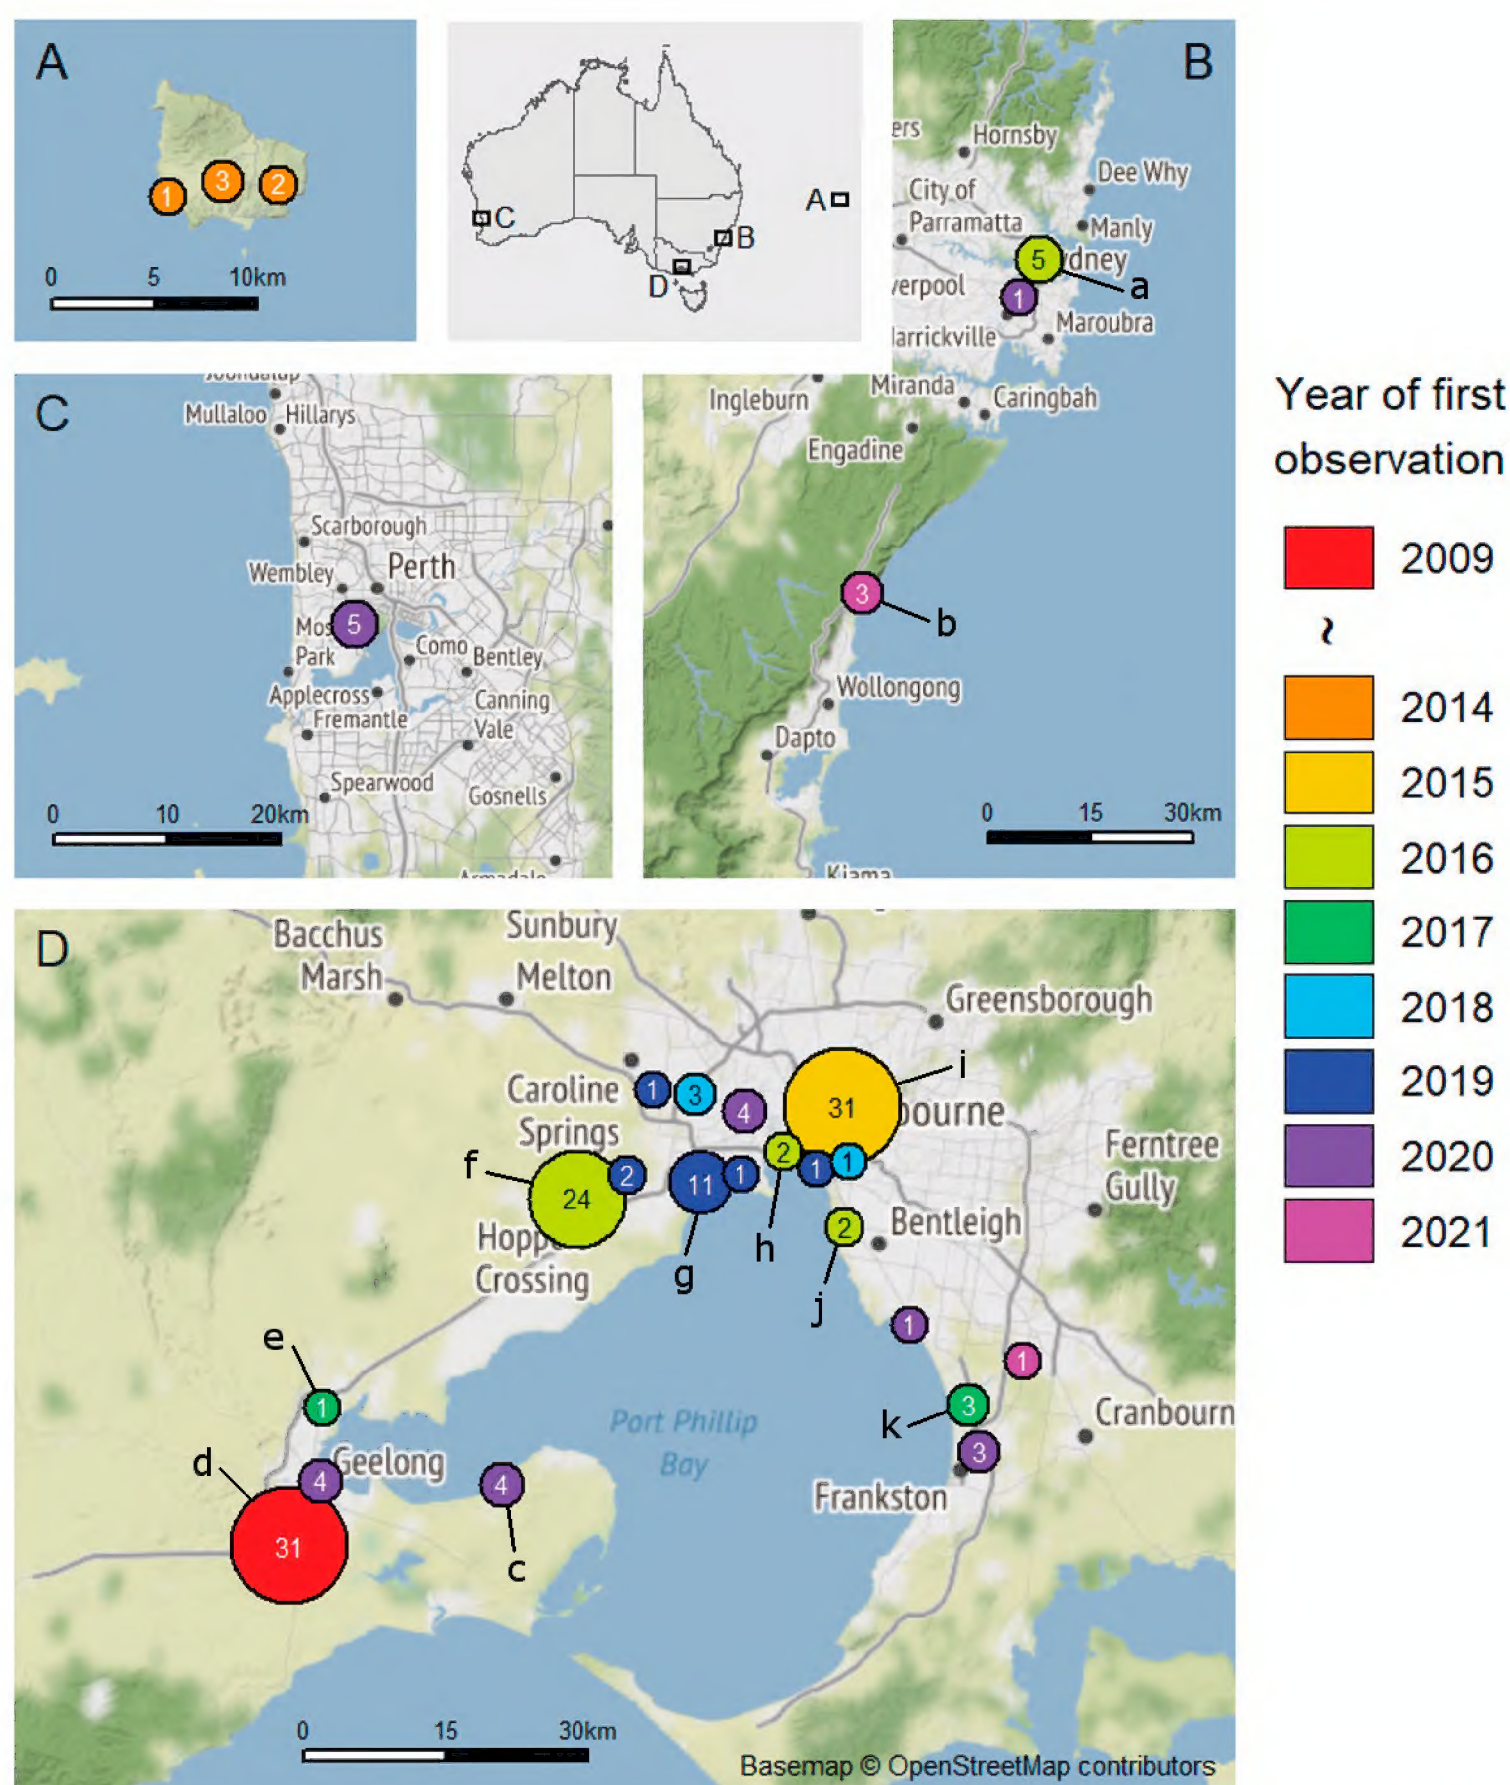 A
1
3
2
0 5 10km
A
C
B
D
B
ers
Hornsby
Dee Why
City of
Parramatta
Manly
5
ydney
verpool
a
1
Maroubra
arrickville
Miranda
Caringbah
Ingleburn
Engadine
3
b
Wollongong
Dapto
0 15 30km
Kiama
C
Joondalup
Mullaloo Hillarys
Scarborough
Wembley
Perth
Mos
5
Park
Como
Bentley
Applecross
Canning
Vale
Fremantle
Spearwood
Gosnells
0 10 20km
Armadale
Year of first
observation
2009
~
2014
2015
2016
2017
2018
2019
2020
2021
D
Bacchus
Marsh
Sunbury
Melton
Greensborough
Caroline
Springs
1
3
4
31
i
bourne
Ferntree
Gully
f
24
2
11
1
2
1
1
Hoppe
Crossing
g
h
2
Bentleigh
j
1
1
e
1
Port Phillip
Bay
k
3
Cranbourn
3
Frankston
d
4
Geelong
4
c
31
0 15 30km
Basemap © OpenStreetMap contributors